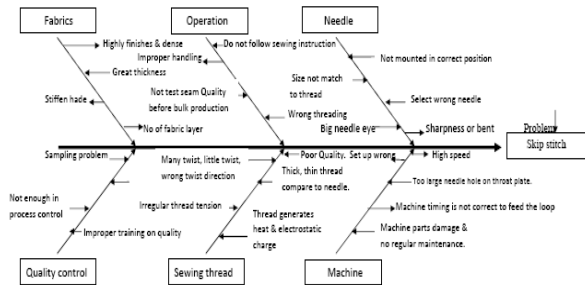 Fabrics
Operation
Needle
Highly finishes & dense
Great thickness
Stiffen hade
No of fabric layer
Do not follow sewing instruction
Improper handling
Not test seam Quality
before bulk production
Wrong threading
Not mounted in correct position
Size not match
to thread
Select wrong needle
Big needle eye
Sharpness or bent
Problem
Skip stitch
Sampling problem
Not enough in
process control
Improper training on quality
Many twist, little twist,
wrong twist direction
Irregular thread tension
Poor Quality.
Thick, thin thread
compare to needle.
Thread generates
heat & electrostatic
charge
Set up wrong
High speed
Too large needle hole on throat plate.
Machine timing is not correct to feed the loop
Machine parts damage &
no regular maintenance.
Quality control
Sewing thread
Machine